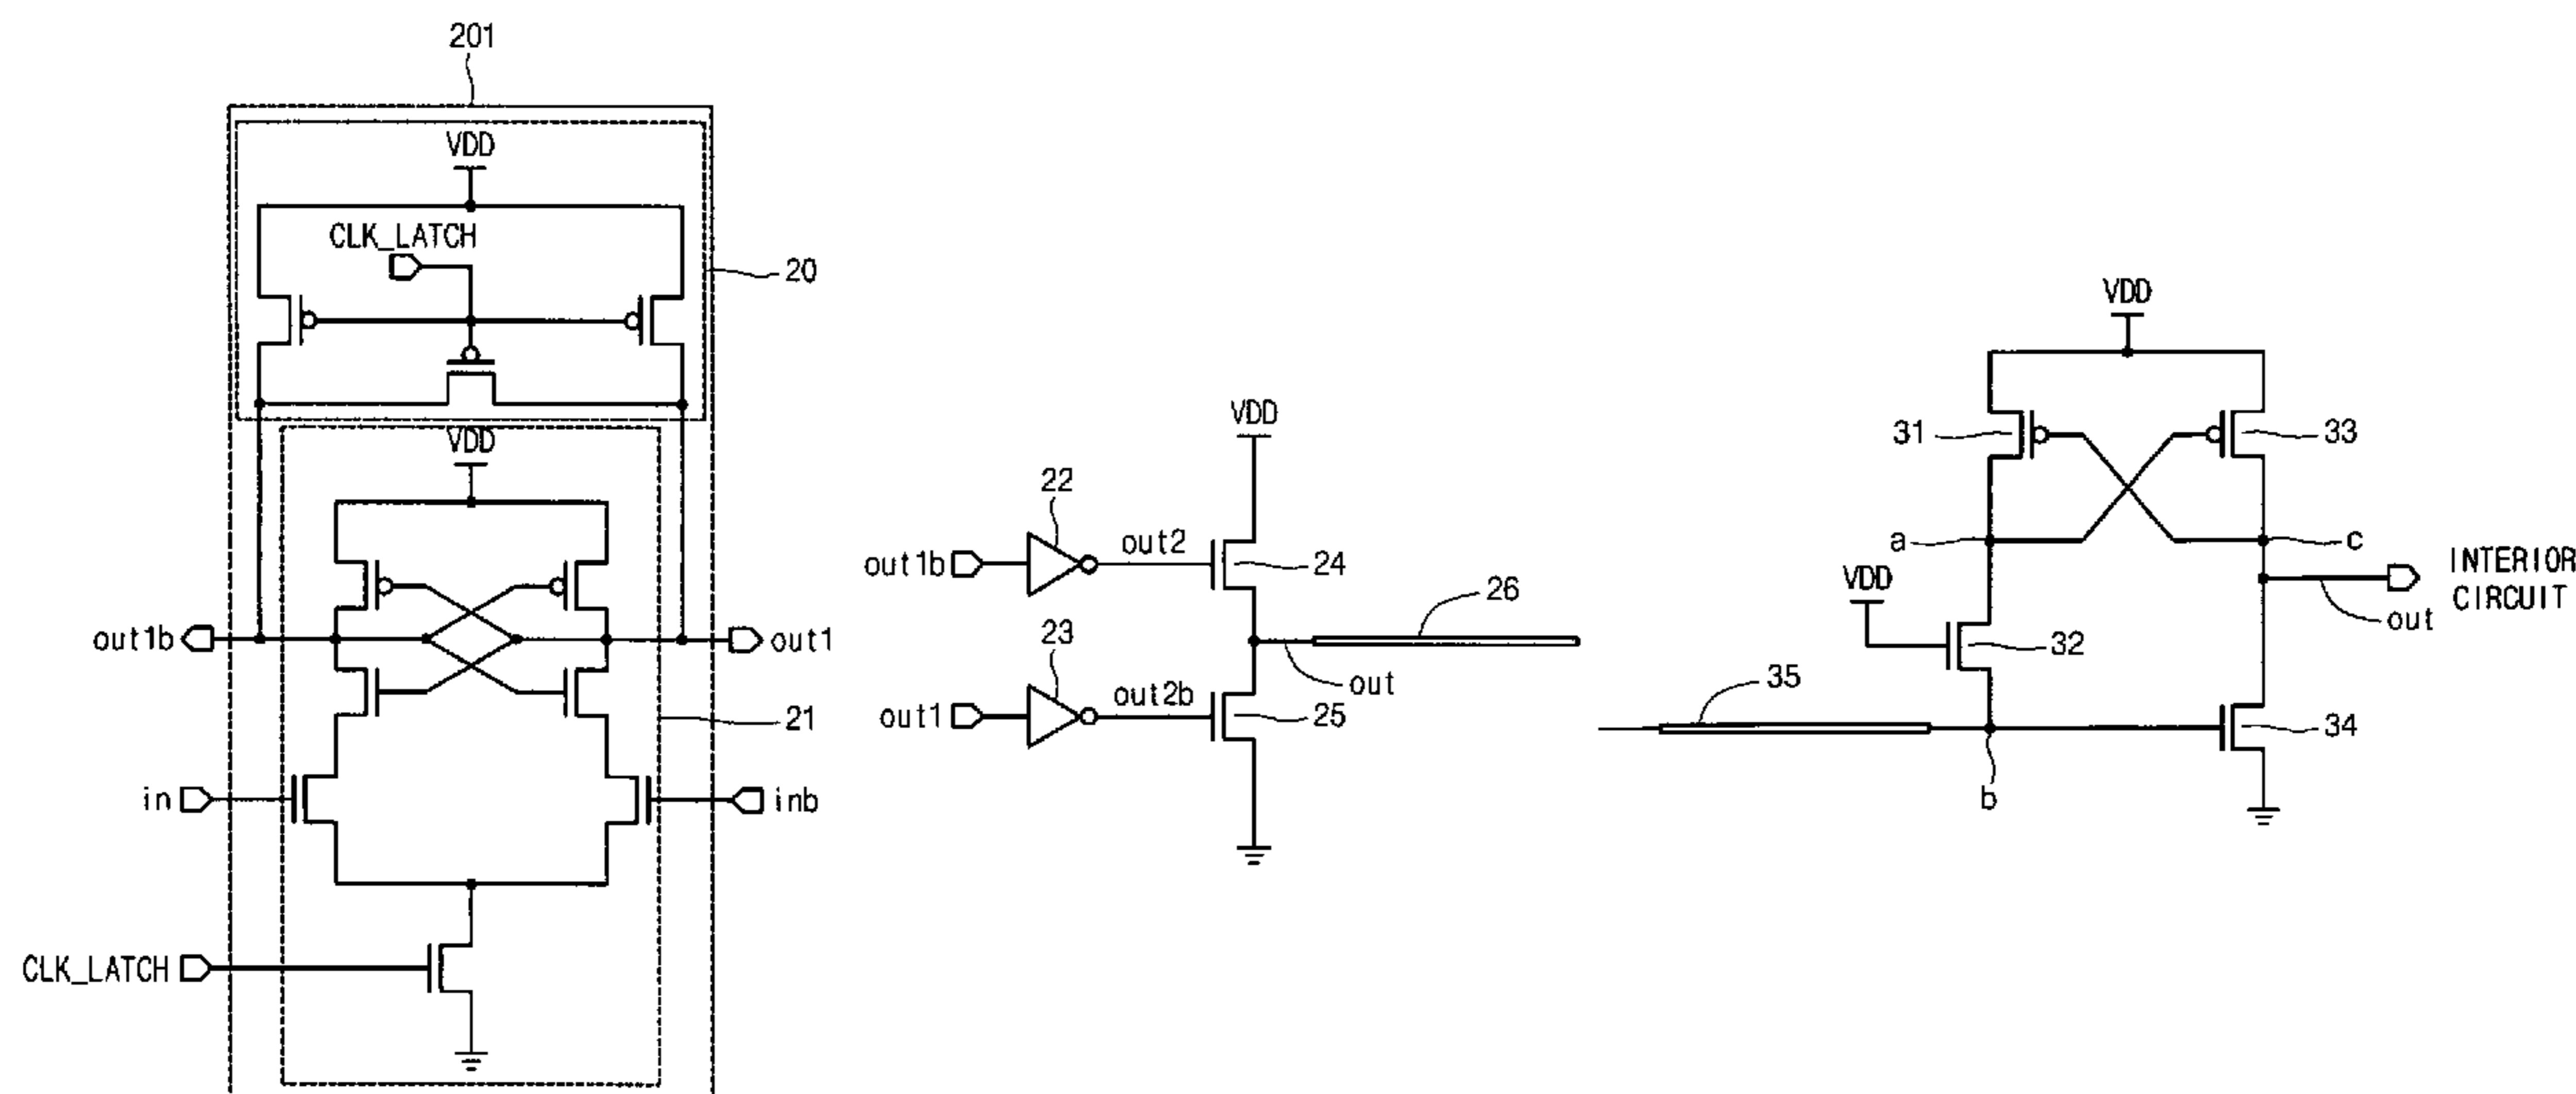 201
VDD
CLK_LATCH
20
VDD
out1b
out1
21
in
inb
CLK_LATCH
VDD
22
out1b
out2
24
26
23
out
out1
out2b
25
VDD
31
33
a
c
INTERIOR
CIRCUIT
VDD
out
32
35
34
b